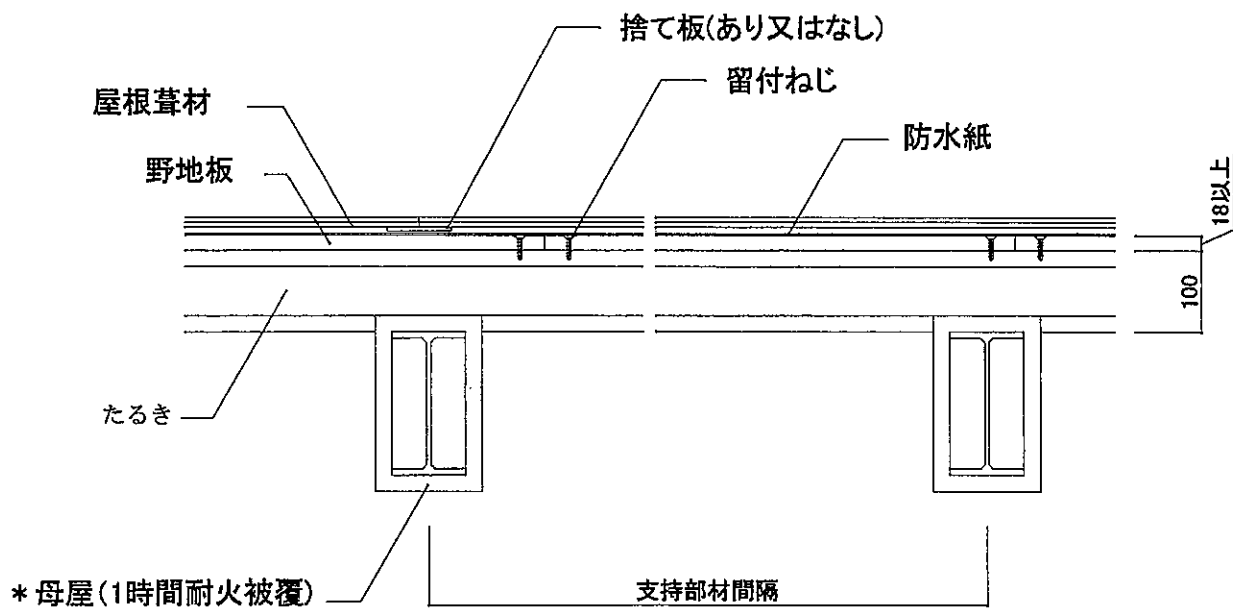 捨て板(あり又はなし)
留付ねじ
屋根葺材
防水紙
野地板
18以上
100
たるき
*母屋(1時間耐火被覆)
支持部材間隔